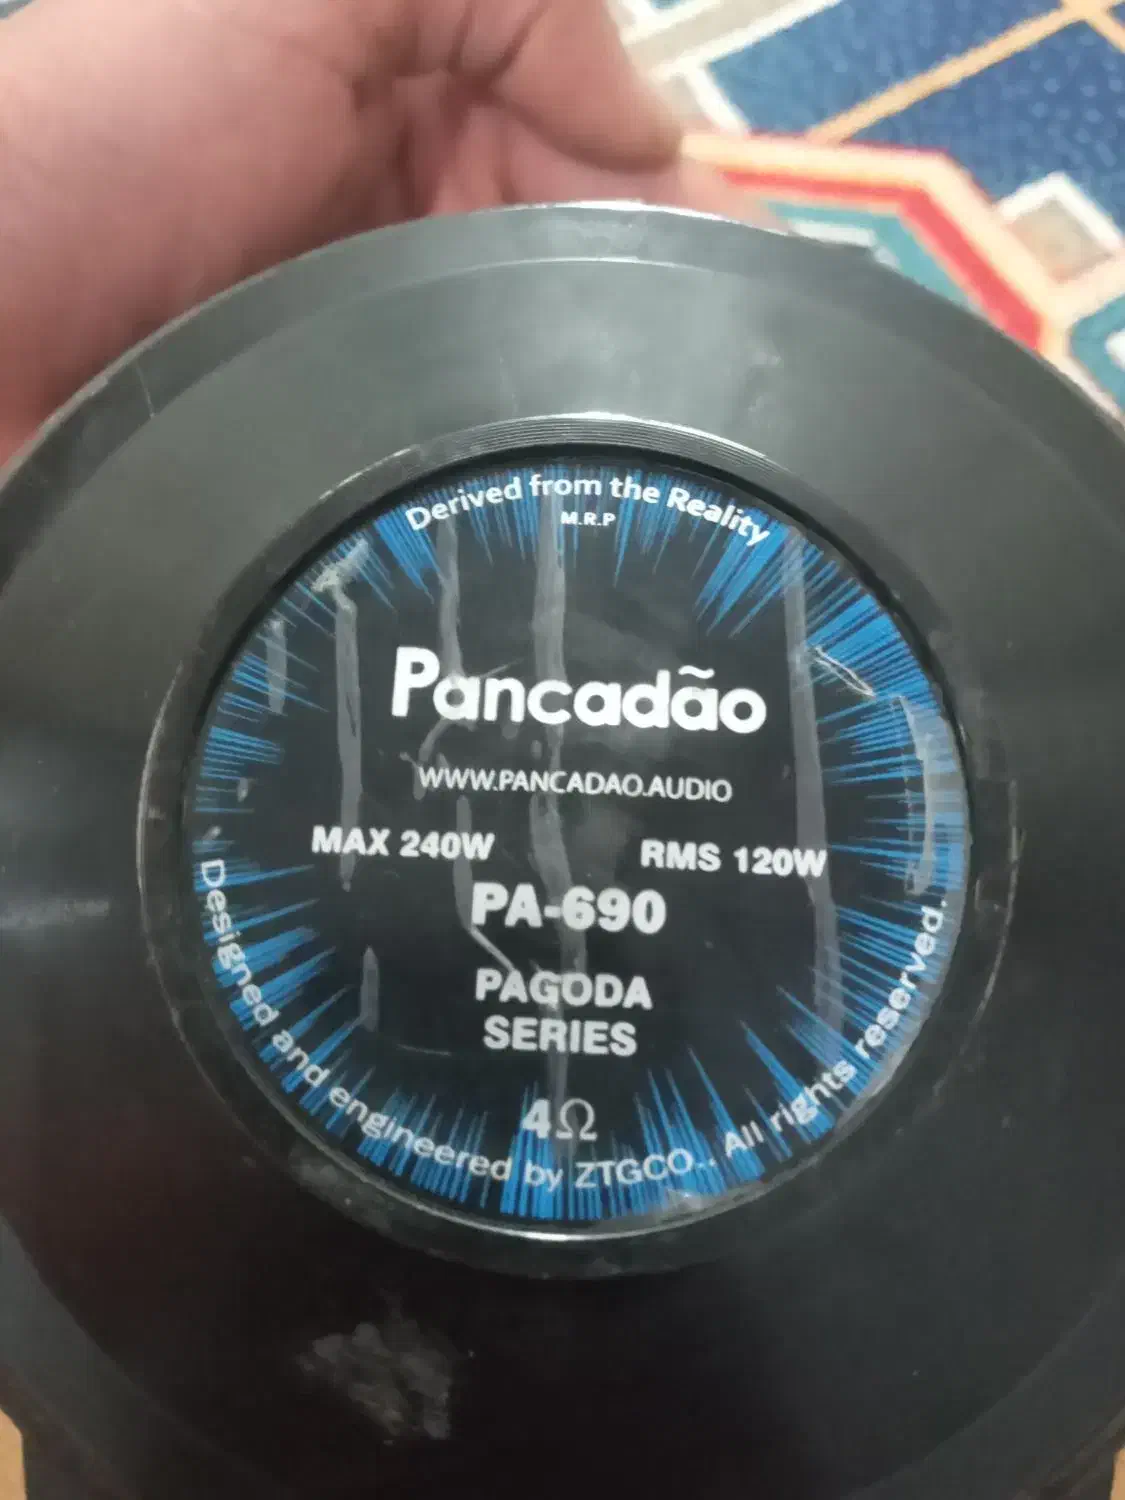 Derived from the Reality
M.R.P
Pancadão
WWW.PANCADAO.AUDIO
MAX 240W RMS 120W
PA-690
PAGODA
SERIES
4Ω
Designed and engineered by ZTGCO.. All rights reserved.